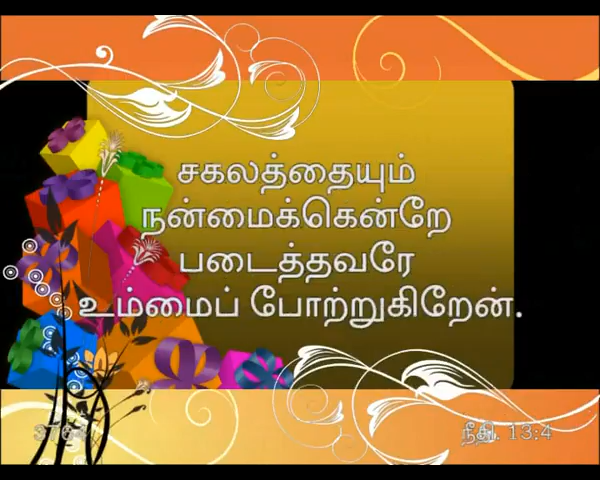 சகலத்தையும்
நன்மைக்கென்றே
படைத்தவரே
உம்மைப் போற்றுகிறேன்.
நீதி. 13:4